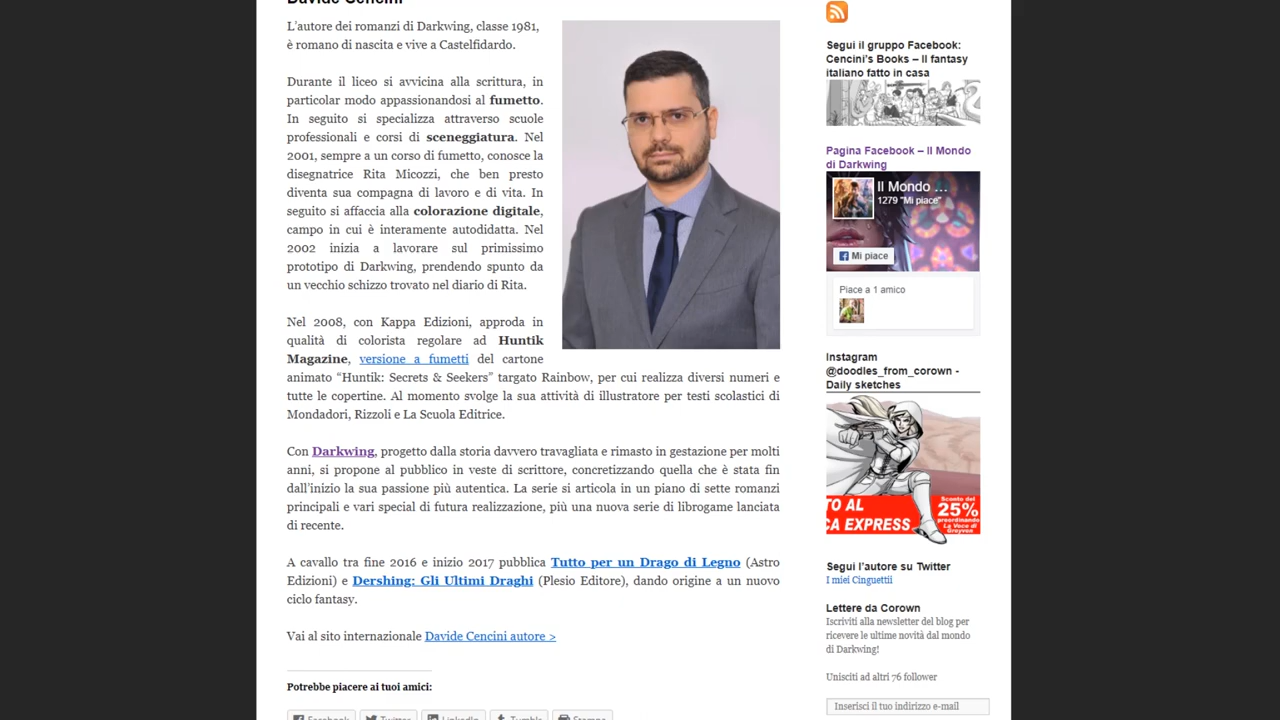 Davide Cencini
L'autore dei romanzi di Darkwing, classe 1981,
è romano di nascita e vive a Castelfidardo.
Durante il liceo si avvicina alla scrittura, in
particolar modo appassionandosi al fumetto.
In seguito si specializza attraverso scuole
professionali e corsi di sceneggiatura. Nel
2001, sempre a un corso di fumetto, conosce la
disegnatrice Rita Micozzi, che ben presto
diventa sua compagna di lavoro e di vita. In
seguito si affaccia alla colorazione digitale,
campo in cui è interamente autodidatta. Nel
2002 inizia a lavorare sul primissimo
prototipo di Darkwing, prendendo spunto da
un vecchio schizzo trovato nel diario di Rita.
Nel 2008, con Kappa Edizioni, approda in
qualità di colorista regolare ad Huntik
Magazine, versione a fumetti del cartone
animato “Huntik: Secrets & Seekers” targato Rainbow, per cui realizza diversi numeri e
tutte le copertine. Al momento svolge la sua attività di illustratore per testi scolastici di
Mondadori, Rizzoli e La Scuola Editrice.
Con Darkwing, progetto dalla storia davvero travagliata e rimasto in gestazione per molti
anni, si propone al pubblico in veste di scrittore, concretizzando quella che è stata fin
dall'inizio la sua passione più autentica. La serie si articola in un piano di sette romanzi
principali e vari special di futura realizzazione, più una nuova serie di librogame lanciata
di recente.
A cavallo tra fine 2016 e inizio 2017 pubblica Tutto per un Drago di Legno (Astro
Edizioni) e Dershing: Gli Ultimi Draghi (Plesio Editore), dando origine a un nuovo
ciclo fantasy.
Vai al sito internazionale Davide Cencini autore >
Potrebbe piacere ai tuoi amici:
Facebook Twitter LinkedIn Tumblr Stampa
Segui il gruppo Facebook:
Cencini's Books – Il fantasy
italiano fatto in casa
Pagina Facebook – Il Mondo
di Darkwing
Il Mondo ...
1279 "Mi piace"
Mi piace
Piace a 1 amico
Instagram
@doodles_from_corown -
Daily sketches
TO AL
CA EXPRESS
Sconto del
25%
preordinando
La Voce di
Greyven
Segui l'autore su Twitter
I miei Cinguettii
Lettere da Corown
Iscriviti alla newsletter del blog per
ricevere le ultime novità dal mondo
di Darkwing!
Unisciti ad altri 76 follower
Inserisci il tuo indirizzo e-mail